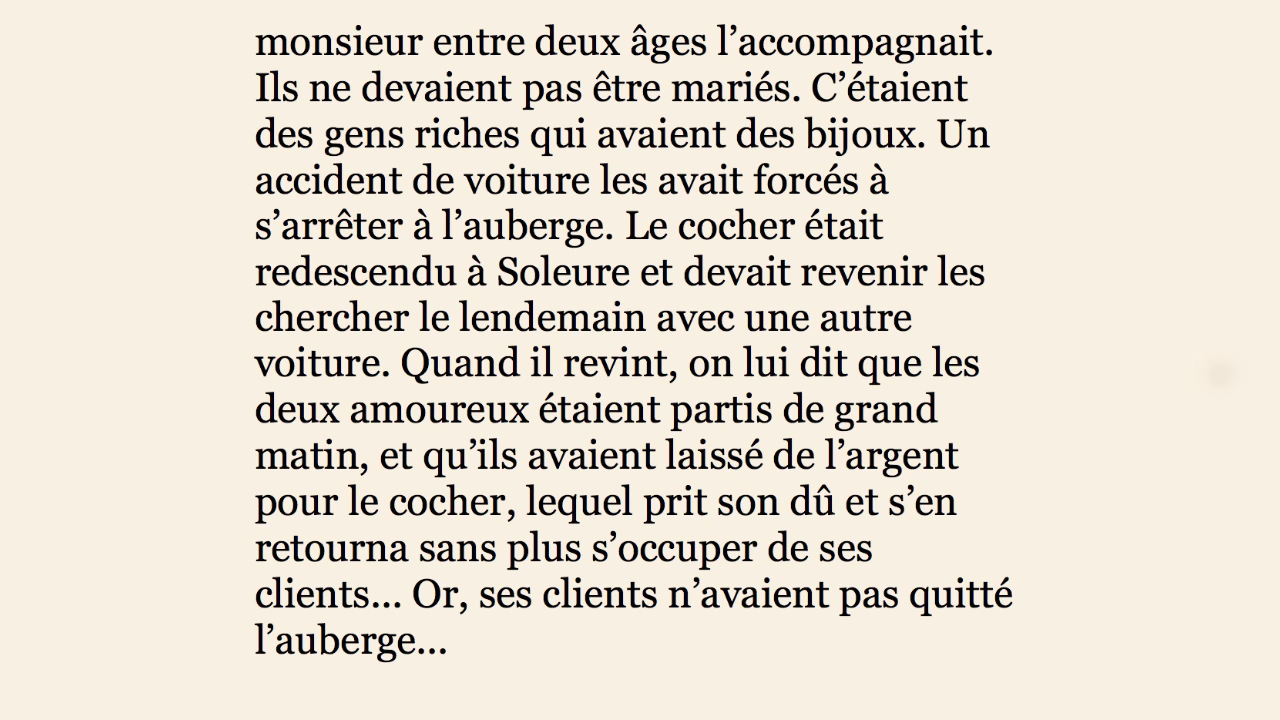 monsieur entre deux âges l’accompagnait.
Ils ne devaient pas être mariés. C’étaient
des gens riches qui avaient des bijoux. Un
accident de voiture les avait forcés à
s’arrêter à l’auberge. Le cocher était
redescendu à Soleure et devait revenir les
chercher le lendemain avec une autre
voiture. Quand il revint, on lui dit que les
deux amoureux étaient partis de grand
matin, et qu’ils avaient laissé de l’argent
pour le cocher, lequel prit son dû et s’en
retourna sans plus s’occuper de ses
clients... Or, ses clients n’avaient pas quitté
l’auberge...